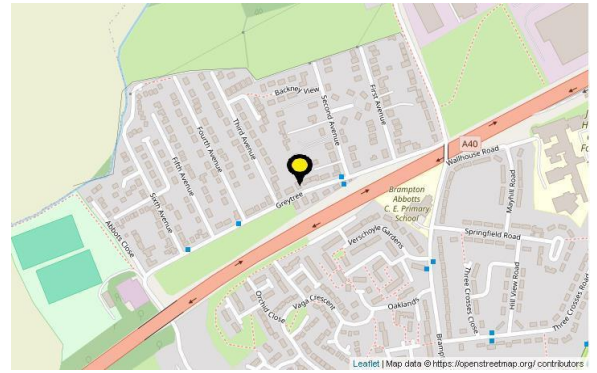 Backney View
First Avenue
Second Avenue
Third Avenue
Fourth Avenue
Fifth Avenue
Sixth Avenue
Abbots Close
Greytree
A40
Wallhouse Road
Brampton
Abbotts
C. E. Primary
School
Mayhill Road
Springfield Road
Verschoyle Gardens
Vaga Crescent
Orchid Close
Oaklands
Three Crosses Close
Hill View Road
Three Crosses Road
Leaflet | Map data © https://openstreetmap.org/ contributors